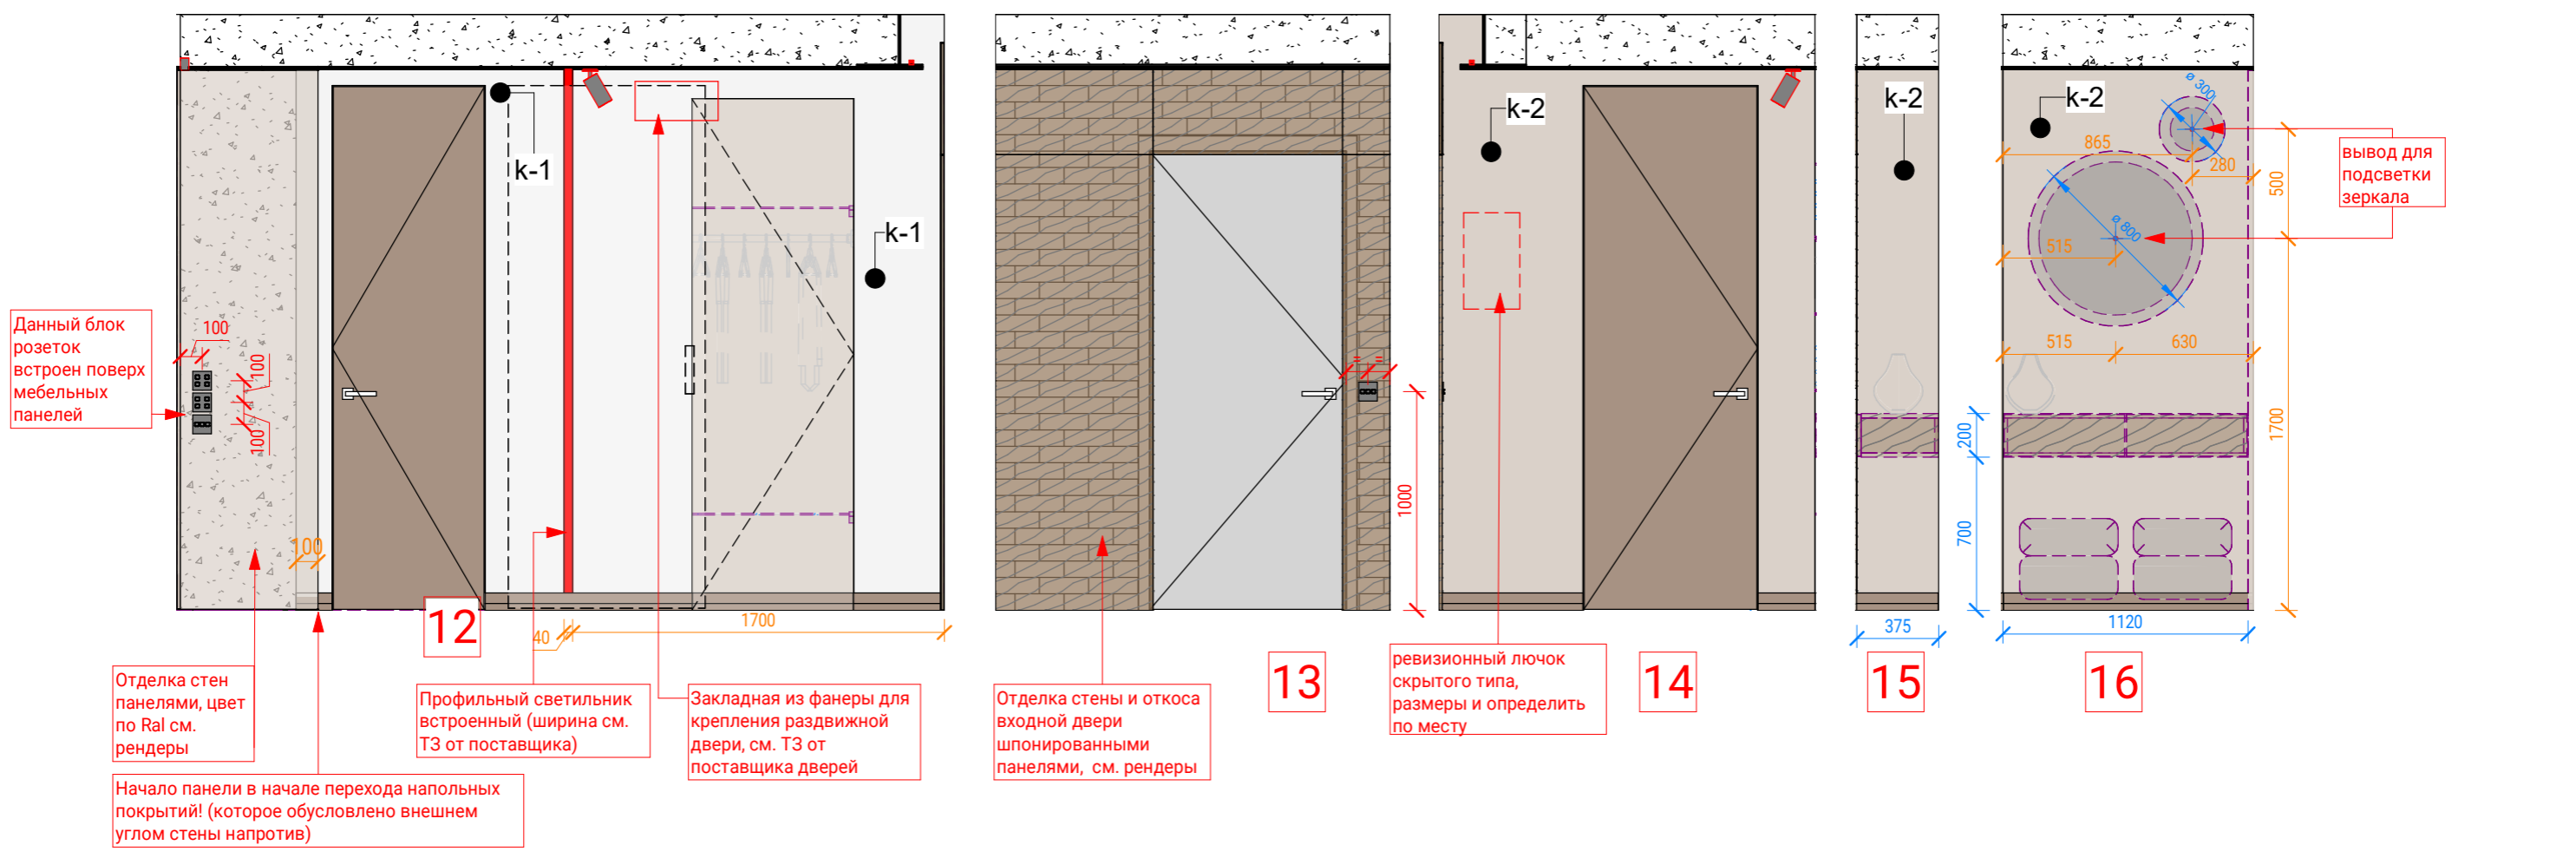 k-1
k-1
Данный блок
розеток
встроен поверх
мебельных
панелей
100
100
100
100
12
40
1700
Отделка стен
панелями, цвет
по Ral см.
рендеры
Начало панели в начале перехода напольных
покрытий! (которое обусловлено внешнем
углом стены напротив)
Профильный светильник
встроенный (ширина см.
ТЗ от поставщика)
Закладная из фанеры для
крепления раздвижной
двери, см. ТЗ от
поставщика дверей
1000
13
Отделка стены и откоса
входной двери
шпонированными
панелями, см. рендеры
k-2
14
ревизионный лючок
скрытого типа,
размеры и определить
по месту
k-2
375
15
k-2
ø 300
865
280
500
вывод для
подсветки
зеркала
ø 800
515
515
630
200
700
1700
1120
16